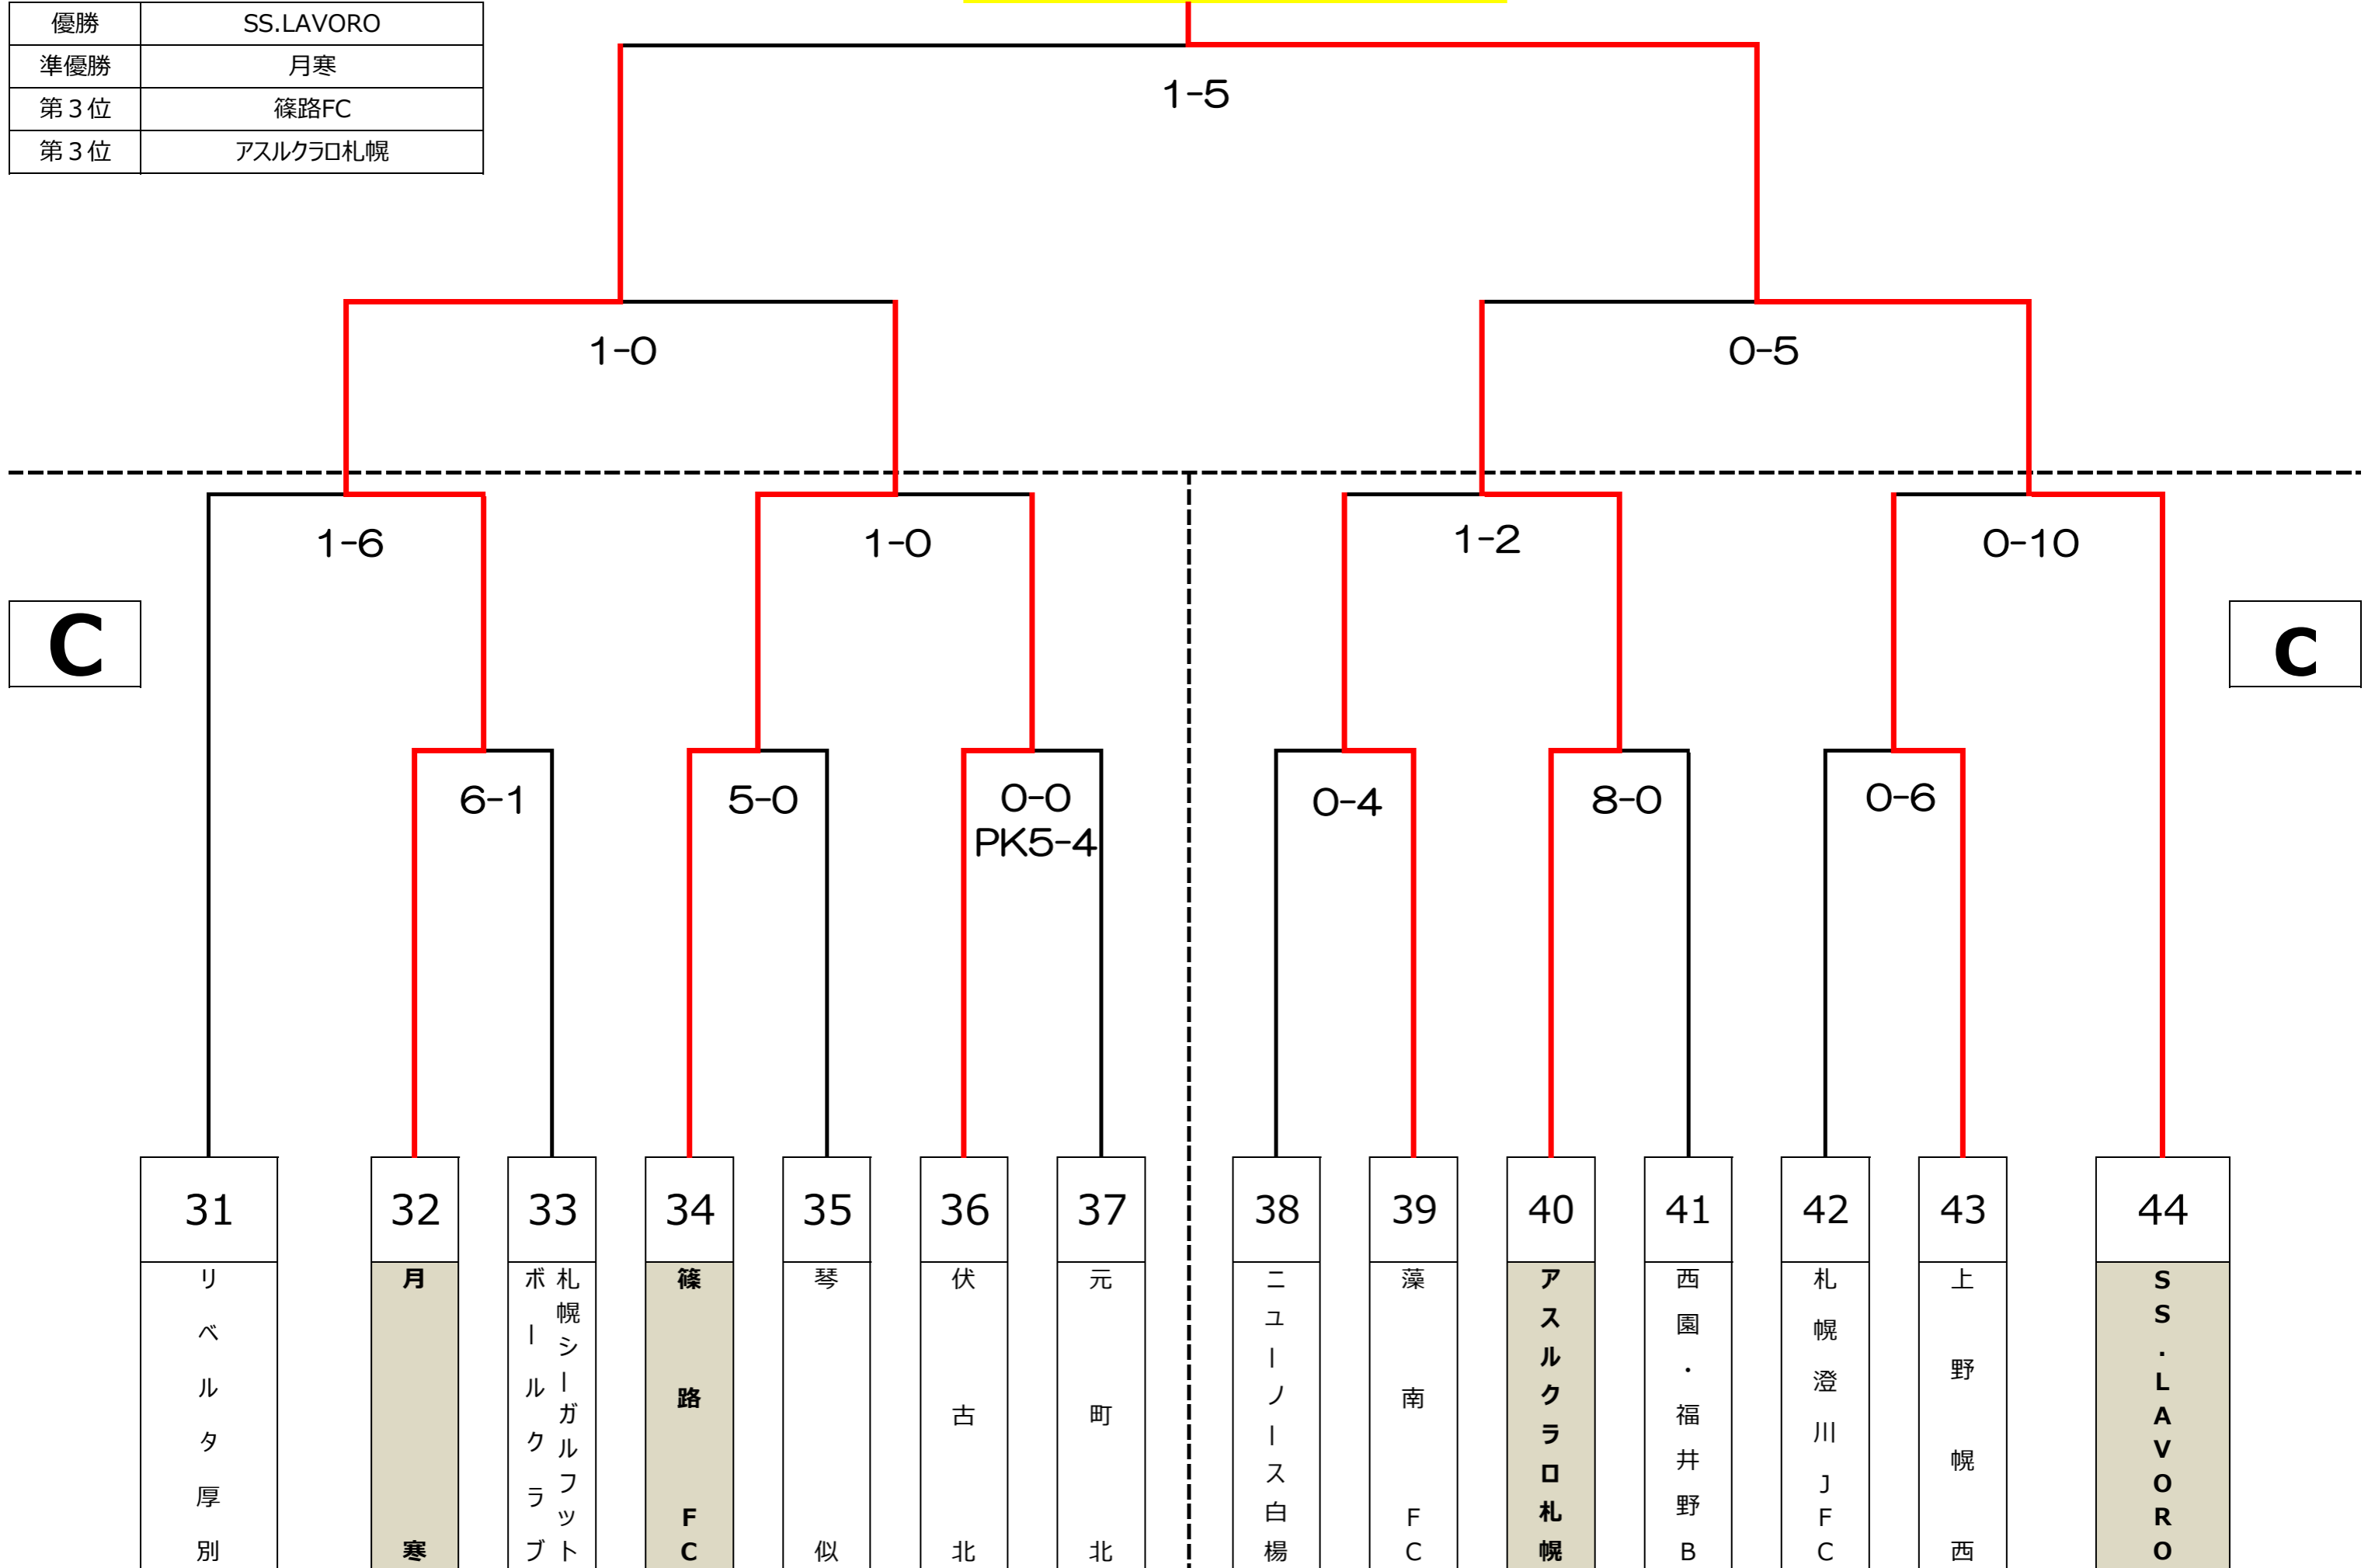 優勝 SS.LAVORO
準優勝 月寒
第３位 篠路FC
第３位 アスルクラロ札幌
1-5
1-0 0-5
1-6 1-0 1-2 0-10
C C
6-1 5-0 0-0 0-4 8-0 0-6
PK5-4
31 32 33 34 35 36 37 38 39 40 41 42 43 44
リベルタ厚別
月寒
札幌シーガルフット
ボールクラブ
篠路FC
琴似
伏古北
元町北
ニューノース白楊
藻南FC
アスルクラロ札幌
西園・福井野B
札幌澄川JFC
上野幌西
SS.LAVORO